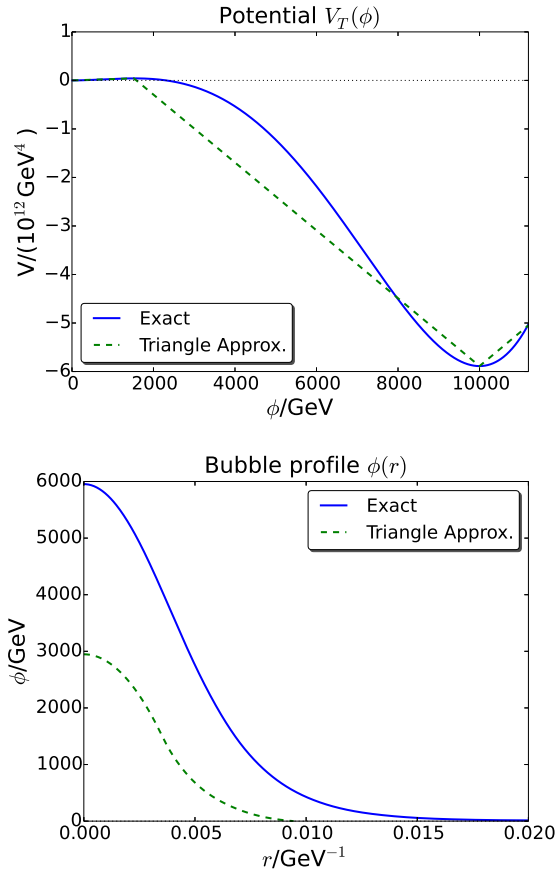 Potential V_T(ϕ)
1
0
−1
−2
−3
−4
−5
−6
V/(10^12 GeV^4 )
Exact
Triangle Approx.
0 2000 4000 6000 8000 10000
ϕ/GeV
Bubble profile ϕ(r)
6000
5000
4000
3000
2000
1000
0
ϕ/GeV
Exact
Triangle Approx.
0.000 0.005 0.010 0.015 0.020
r/GeV^−1